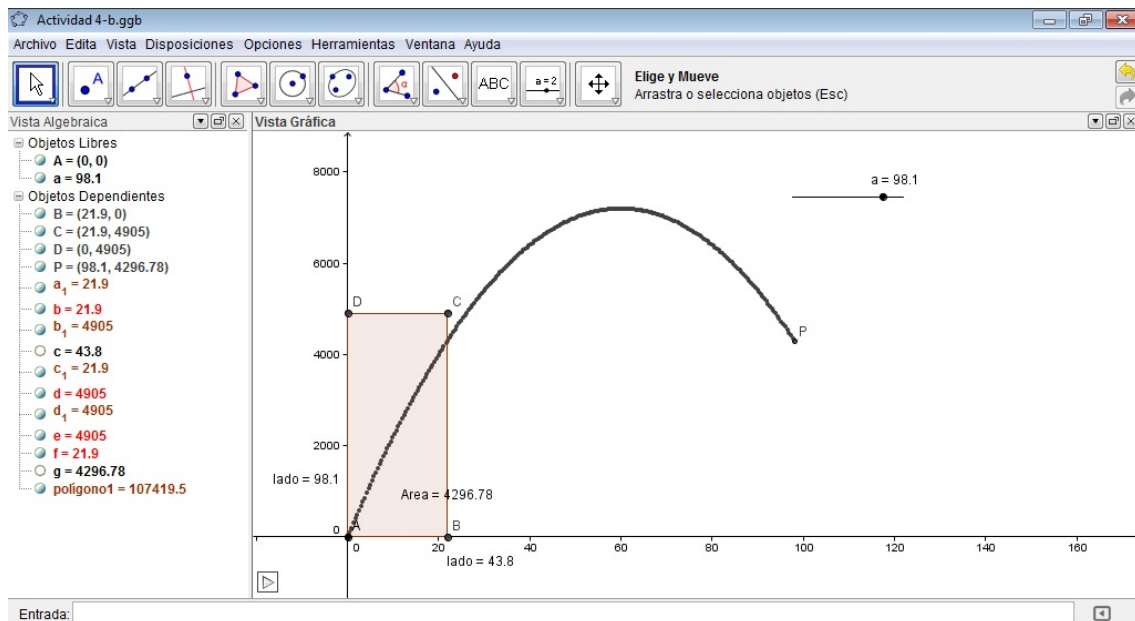 Actividad 4-b.ggb
Archivo Edita Vista Disposiciones Opciones Herramientas Ventana Ayuda
A
α
ABC
a=2
Elige y Mueve
Arrastra o selecciona objetos (Esc)
Vista Algebraica
Objetos Libres
A = (0, 0)
a = 98.1
Objetos Dependientes
B = (21.9, 0)
C = (21.9, 4905)
D = (0, 4905)
P = (98.1, 4296.78)
a₁ = 21.9
b = 21.9
b₁ = 4905
c = 43.8
c₁ = 21.9
d = 4905
d₁ = 4905
e = 4905
f = 21.9
g = 4296.78
polígono1 = 107419.5
Vista Gráfica
8000
a = 98.1
6000
D
C
P
4000
2000
lado = 98.1
Area = 4296.78
0
A
B
0
20
40
60
80
100
120
140
160
lado = 43.8
Entrada: